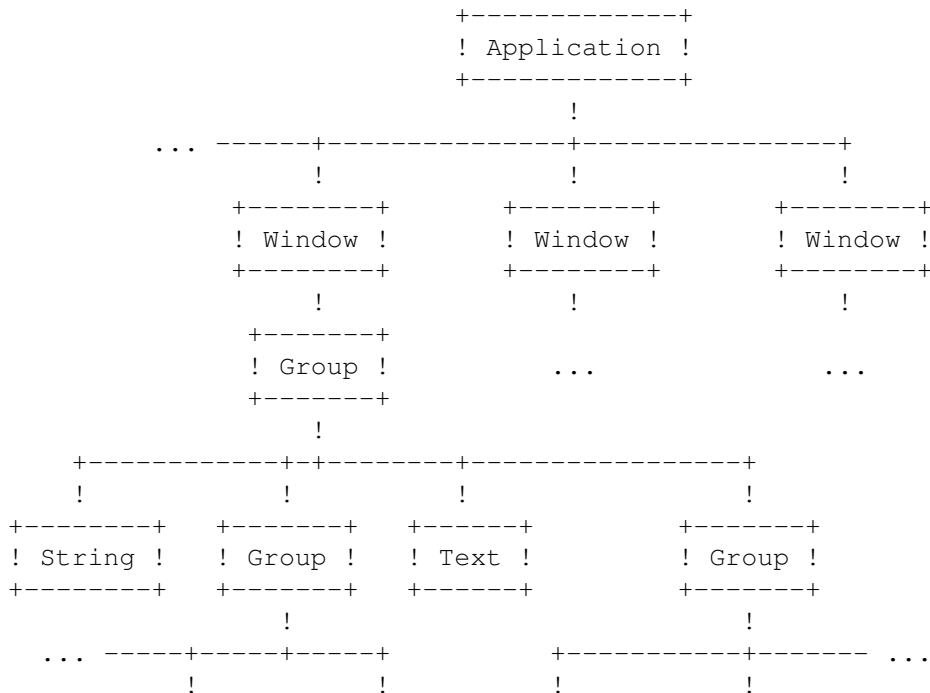 +-------------+
! Application !
+-------------+
!
... ------+---------------+----------------+
! ! !
+--------+ +--------+ +--------+
! Window ! ! Window ! ! Window !
+--------+ +--------+ +--------+
! ! !
+-------+
! Group ! ... ...
+-------+
!
+------------+-+--------+-----------------+
! ! ! !
+--------+ +-------+ +------+ +-------+
! String ! ! Group ! ! Text ! ! Group !
+--------+ +-------+ +------+ +-------+
! !
... -----+-----+-----+ +-----------+------- ...
! ! ! !